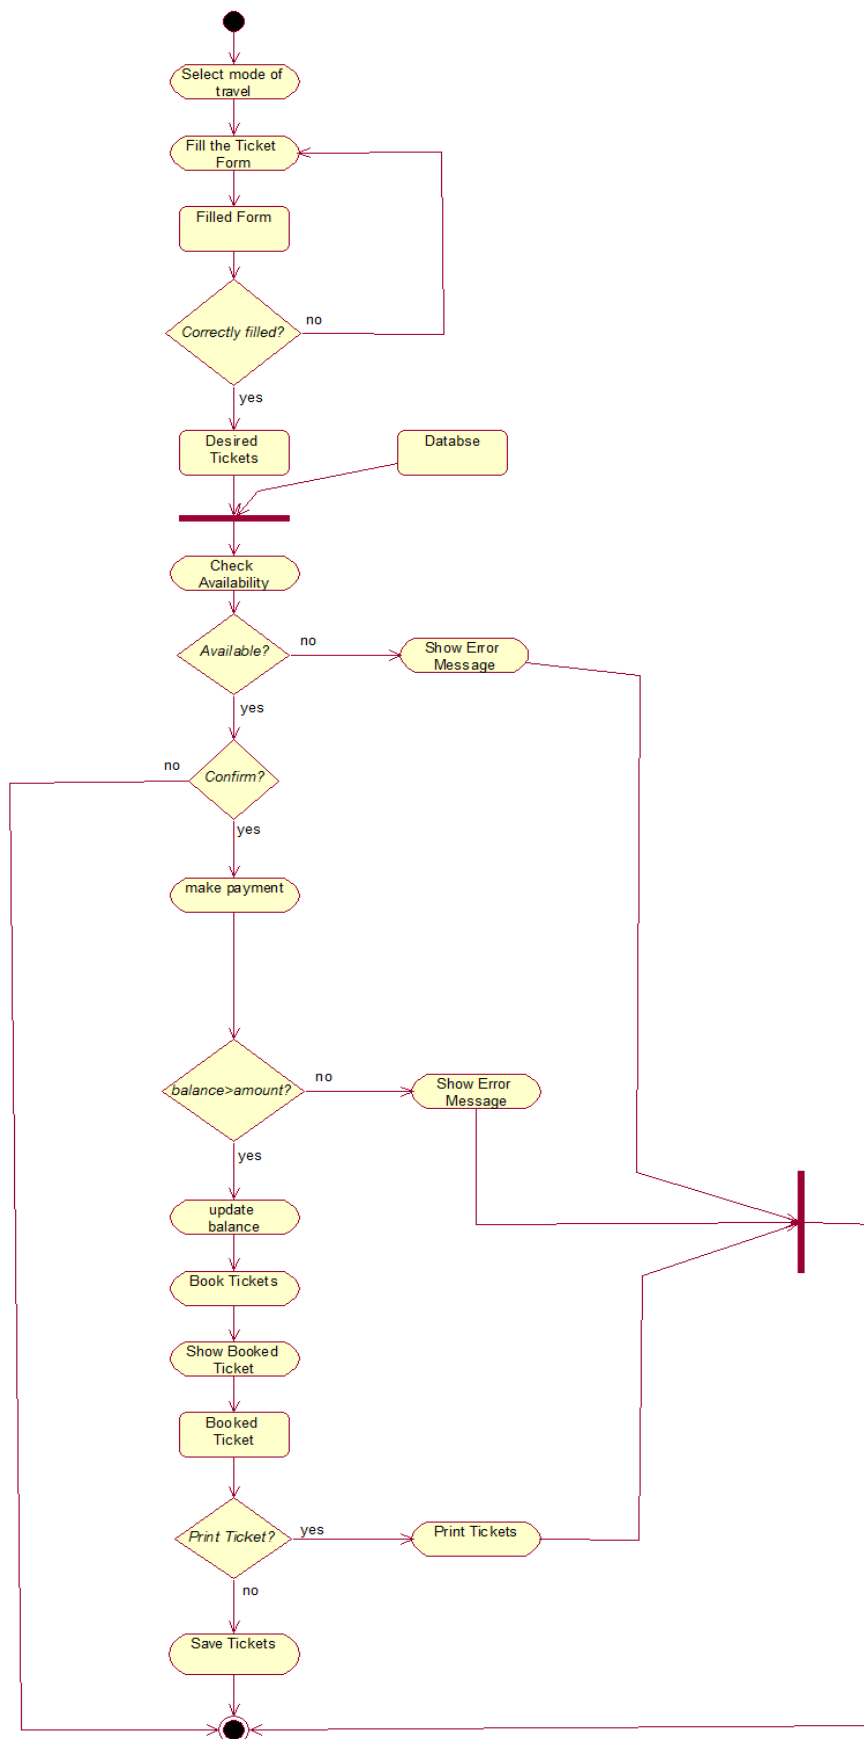 Select mode of
travel
Fill the Ticket
Form
Filled Form
Correctly filled?
no
yes
Desired
Tickets
Databse
Check
Availability
Available?
no
Show Error
Message
yes
no
Confirm?
yes
make payment
balance>amount?
no
Show Error
Message
yes
update
balance
Book Tickets
Show Booked
Ticket
Booked
Ticket
Print Ticket?
yes
Print Tickets
no
Save Tickets